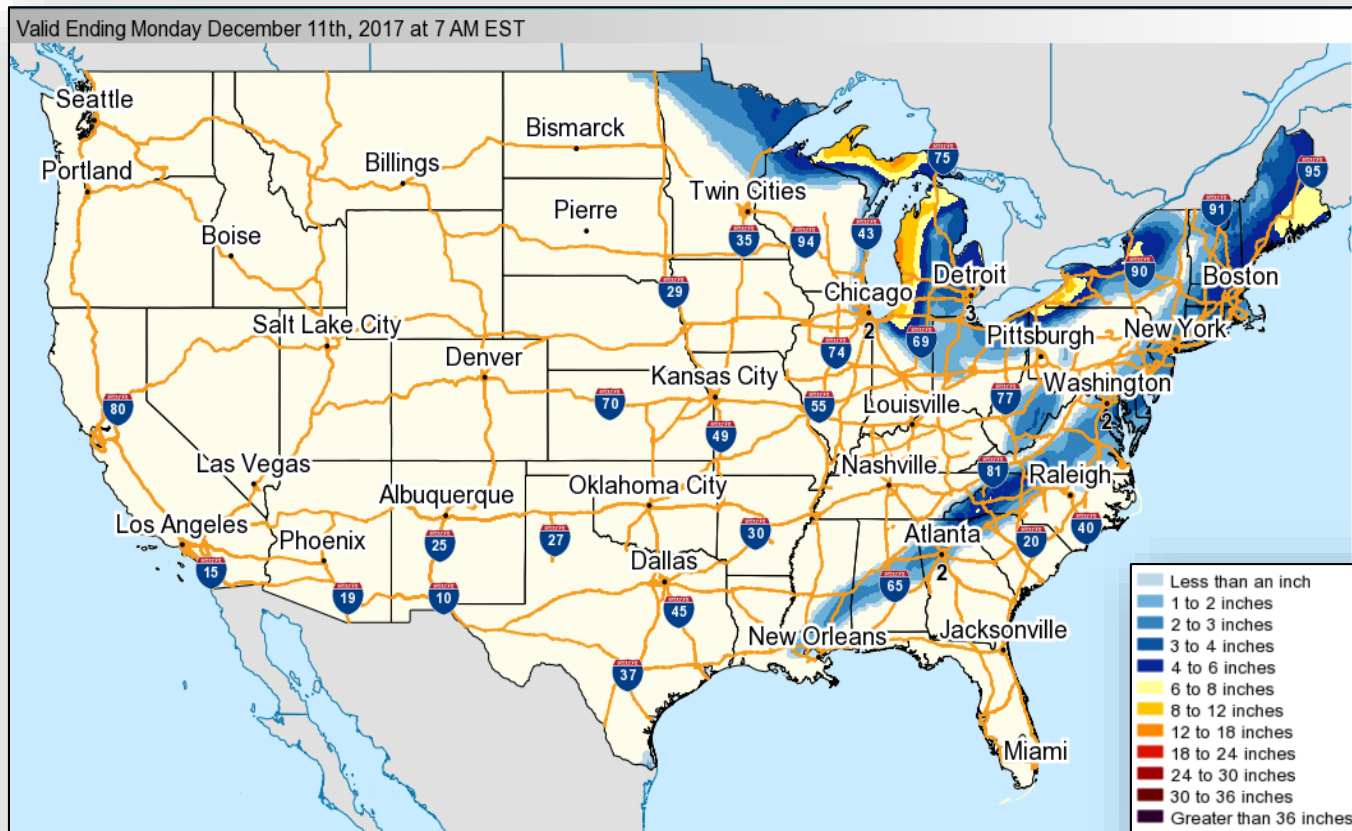 Valid Ending Monday December 11th, 2017 at 7 AM EST
Seattle
Portland
Boise
Billings
Bismarck
Pierre
Twin Cities
75
95
91
43
35
94
90
Boston
Detroit
3
Chicago
2
29
69
74
Pittsburgh
New York
Salt Lake City
Denver
Kansas City
Washington
2
80
70
55
77
49
Louisville
Las Vegas
Albuquerque
Oklahoma City
Nashville
81
Raleigh
Los Angeles
Phoenix
25
27
30
Atlanta
2
20
40
15
19
10
Dallas
45
65
New Orleans
Jacksonville
37
Miami
Less than an inch
1 to 2 inches
2 to 3 inches
3 to 4 inches
4 to 6 inches
6 to 8 inches
8 to 12 inches
12 to 18 inches
18 to 24 inches
24 to 30 inches
30 to 36 inches
Greater than 36 inches